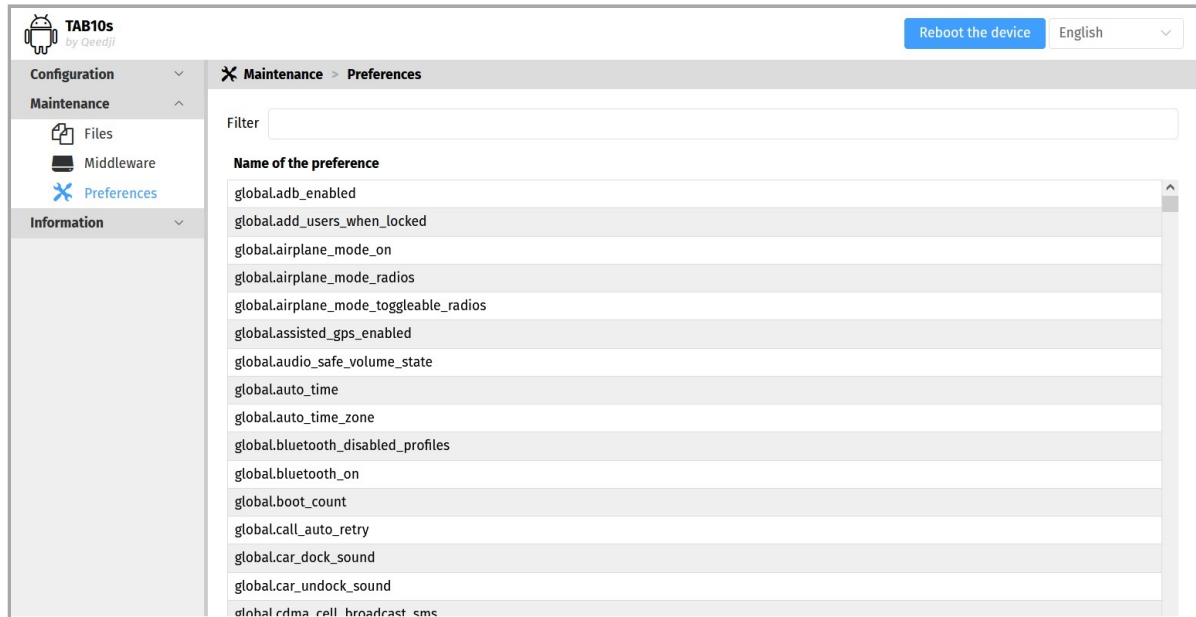 TAB10s
by Qeedji
Reboot the device
English
Configuration
Maintenance
Files
Middleware
Preferences
Information
Maintenance > Preferences
Filter
Name of the preference
global.adb_enabled
global.add_users_when_locked
global.airplane_mode_on
global.airplane_mode_radios
global.airplane_mode_toggleable_radios
global.assisted_gps_enabled
global.audio_safe_volume_state
global.auto_time
global.auto_time_zone
global.bluetooth_disabled_profiles
global.bluetooth_on
global.boot_count
global.call_auto_retry
global.car_dock_sound
global.car_undock_sound
global.cdma_cell_broadcast_sms